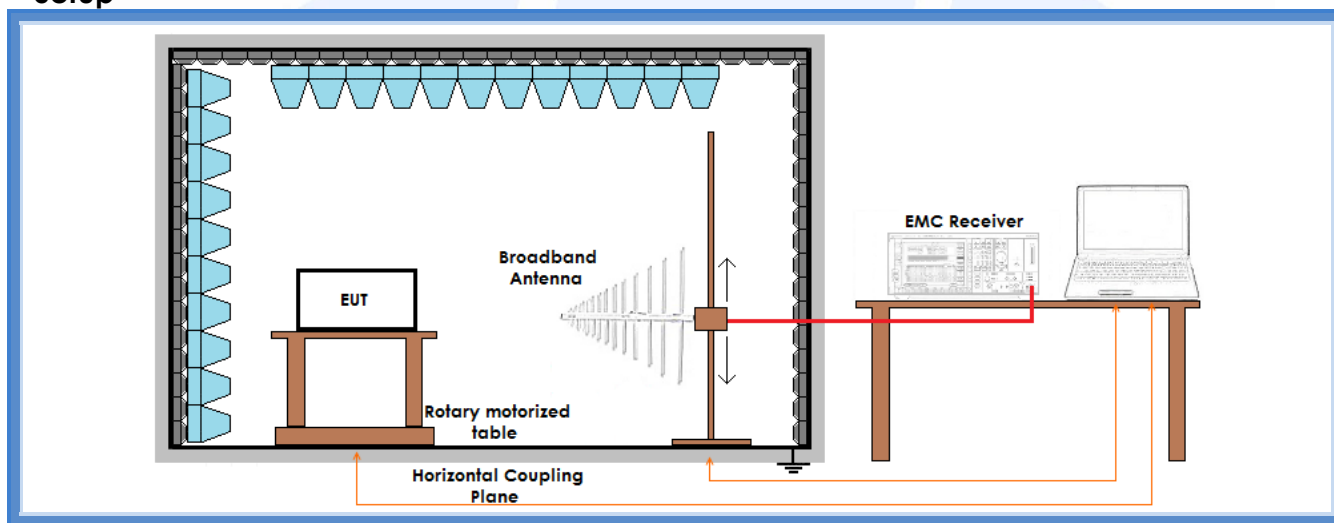 EMC Receiver
Broadband
Antenna
EUT
Rotary motorized
table
Horizontal Coupling
Plane